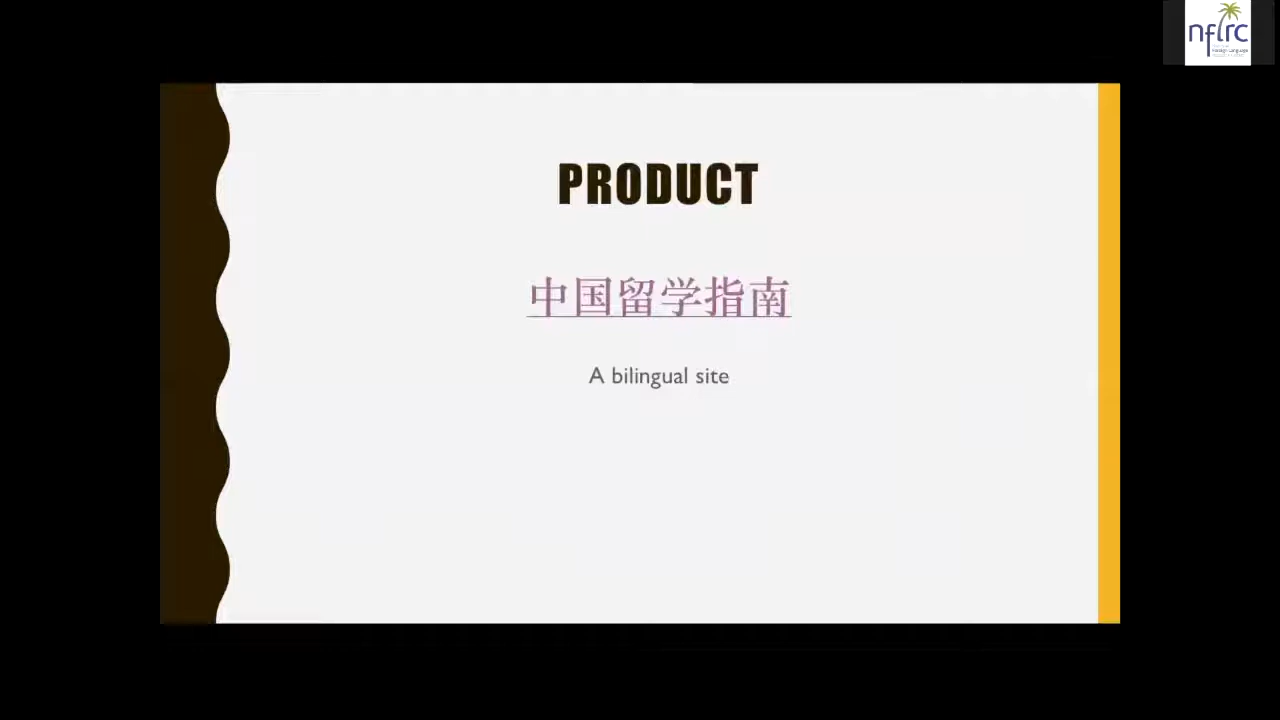 nflrc
PRODUCT
中国留学指南
A bilingual site